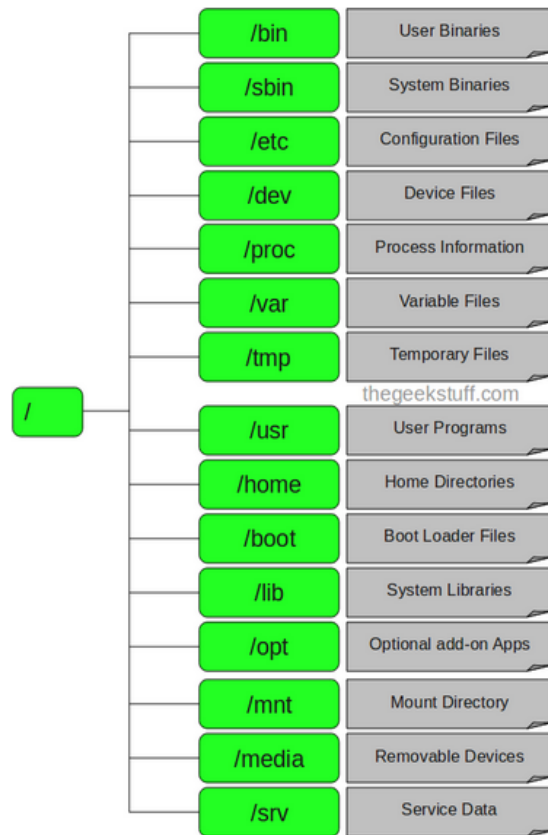 /bin User Binaries
/sbin System Binaries
/etc Configuration Files
/dev Device Files
/proc Process Information
/var Variable Files
/tmp Temporary Files
thegeekstuff.com
/
/usr User Programs
/home Home Directories
/boot Boot Loader Files
/lib System Libraries
/opt Optional add-on Apps
/mnt Mount Directory
/media Removable Devices
/srv Service Data